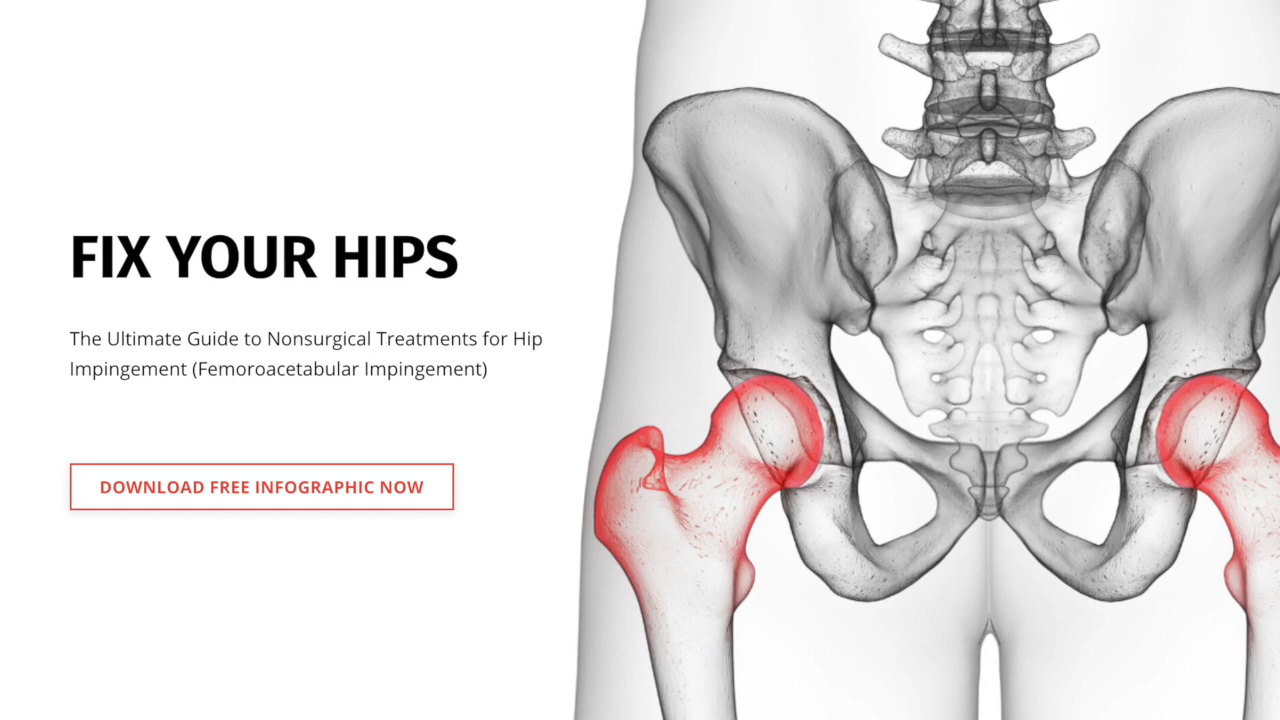 FIX YOUR HIPS
The Ultimate Guide to Nonsurgical Treatments for Hip
Impingement (Femoroacetabular Impingement)
DOWNLOAD FREE INFOGRAPHIC NOW